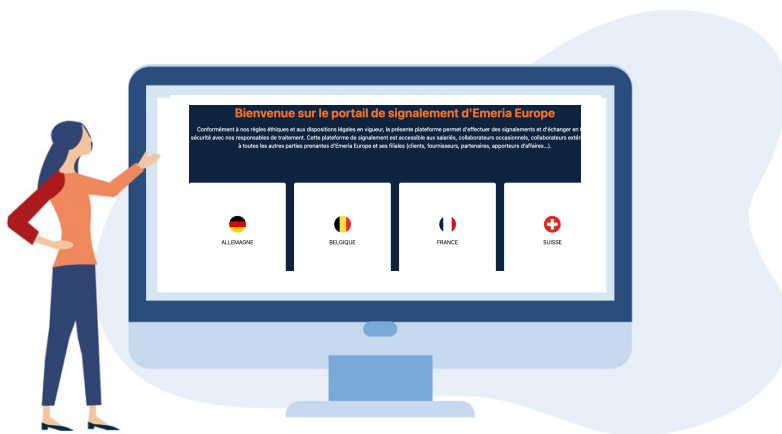 Bienvenue sur le portail de signalement d'Emeria Europe
Conformément à nos règles éthiques et aux dispositions légales en vigueur, la présente plateforme permet d'effectuer des signalements et d'échanger en
sécurité avec nos responsables de traitement. Cette plateforme de signalement est accessible aux salariés, collaborateurs occasionnels, collaborateurs
à toutes les autres parties prenantes d'Emeria Europe et ses filiales (clients, fournisseurs, partenaires, apporteurs d'affaires...).
ALLEMAGNE
BELGIQUE
FRANCE
SUISSE